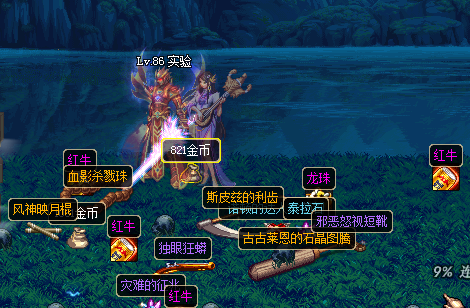 Lv.86 实验
821金币
红牛
红牛
血影杀戮珠
龙珠
斯皮兹的利齿
泰拉石
风神映月棍
金币
邪恶怒视短靴
红牛
古古莱恩的石晶图腾
独眼狂蟒
灾难的征兆
红牛
9% 连